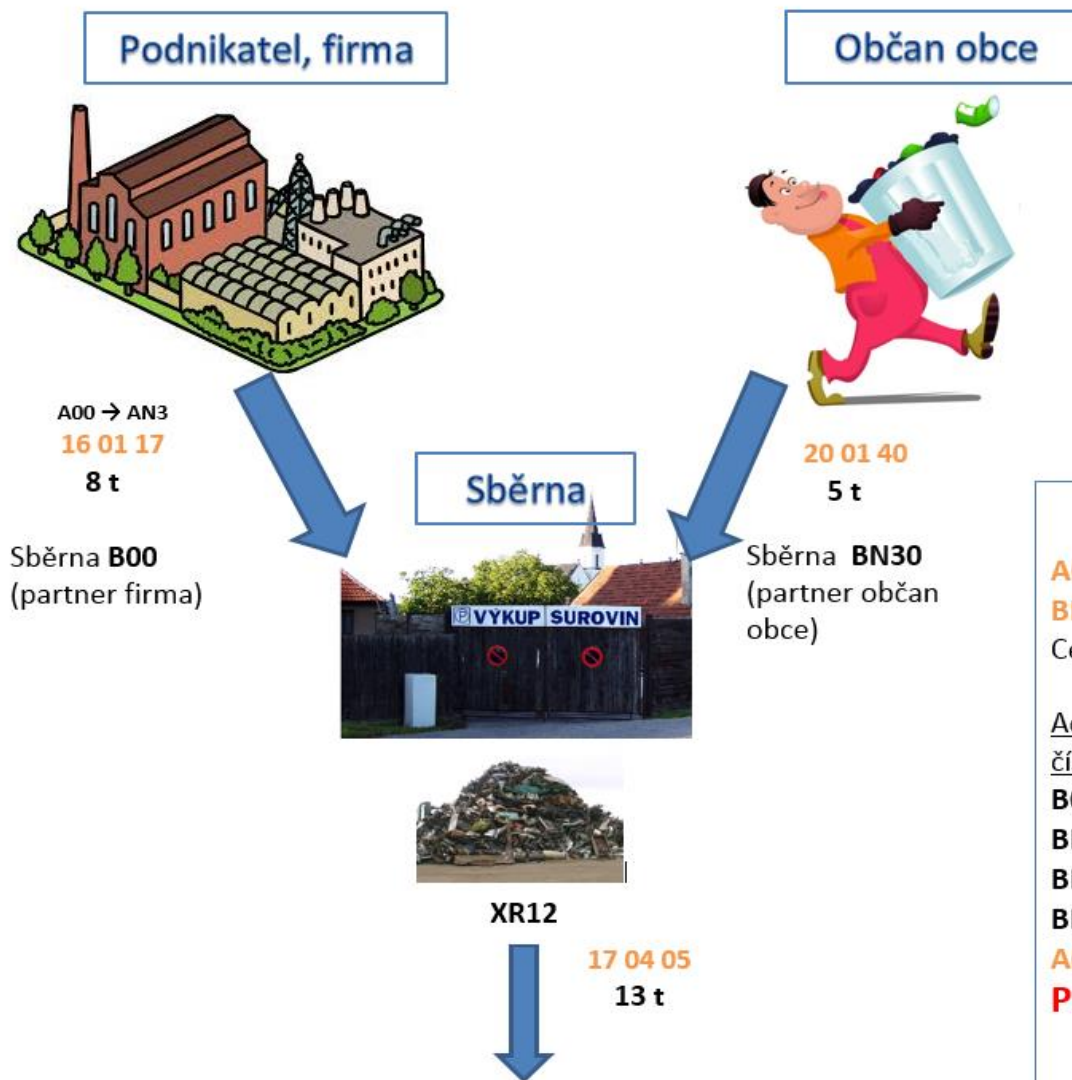 Podnikatel, firma
Občan obce
A00 → AN3
16 01 17
8 t
20 01 40
5 t
Sběrna
Sběrna B00
(partner firma)
Sběrna BN30
(partner občan
obce)
VÝKUP SUROVIN
XR12
17 04 05
13 t